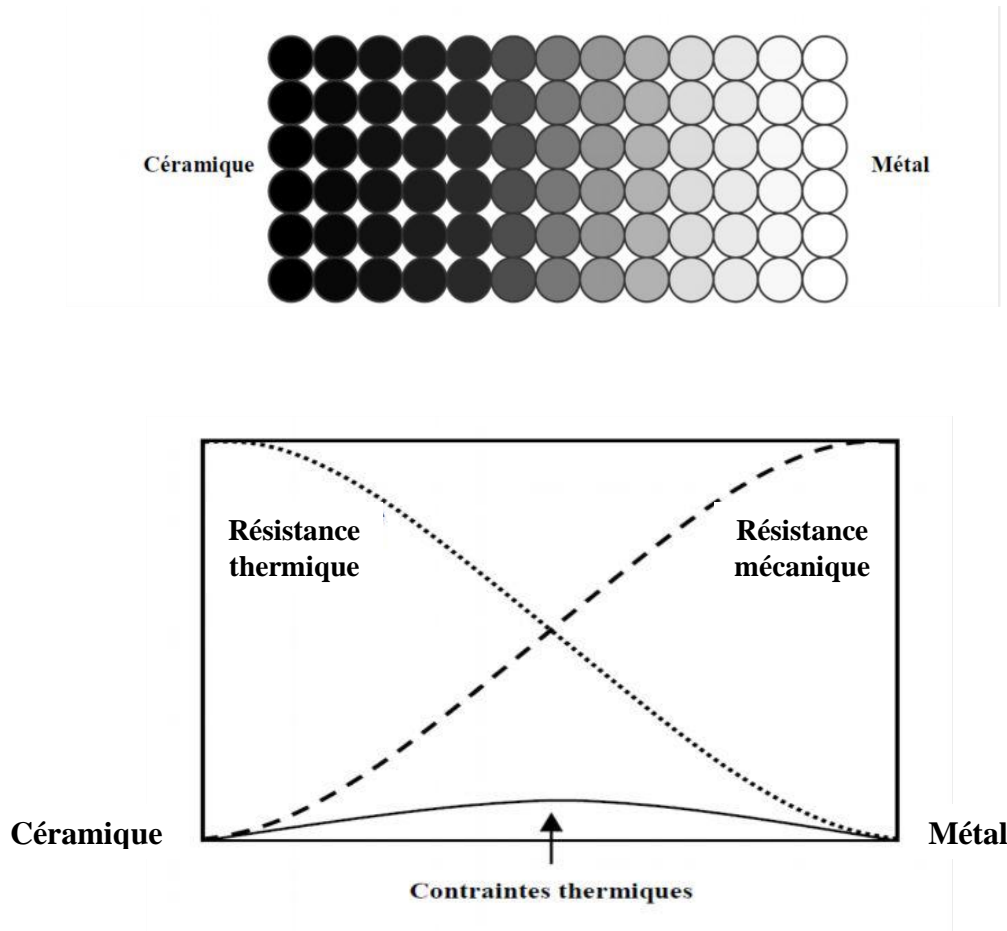 Céramique
Métal
Résistance
thermique
Résistance
mécanique
Céramique
Métal
Contraintes thermiques